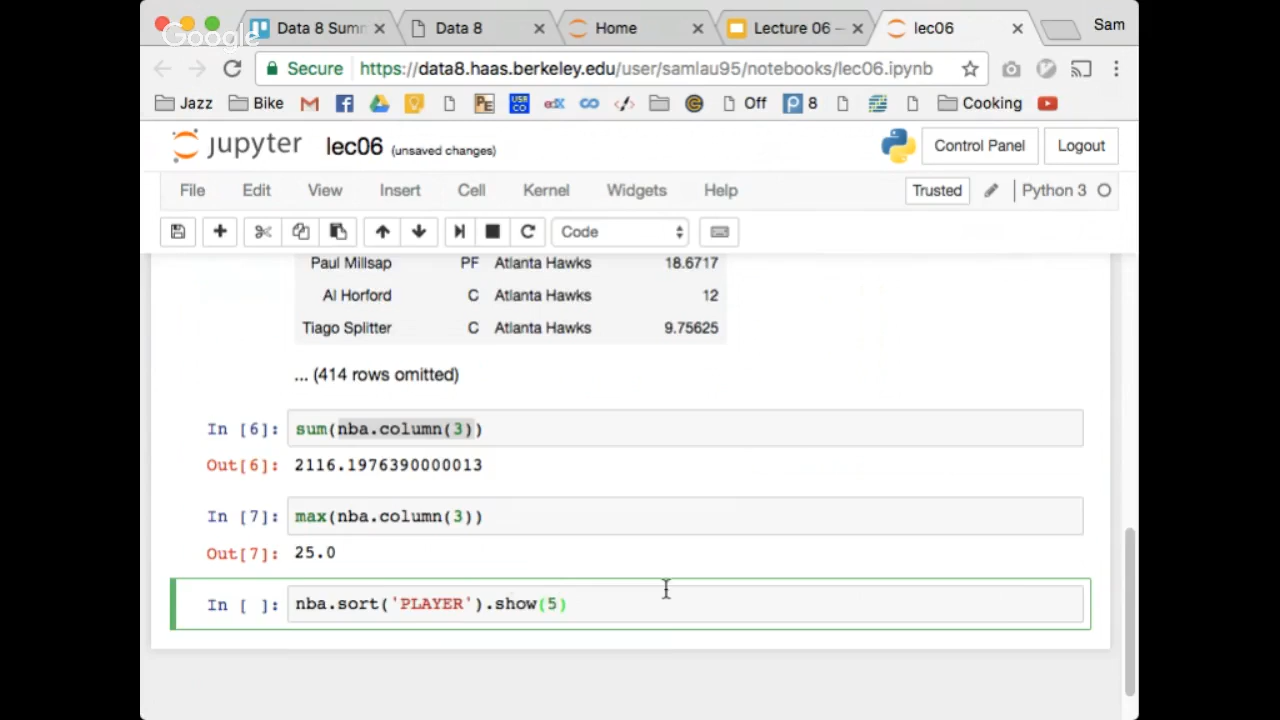 Google
Data 8 Sum
Data 8
Home
Lecture 06 –
lec06
Sam
Secure
https://data8.haas.berkeley.edu/user/samlau95/notebooks/lec06.ipynb
Jazz
Bike
Off
8
Cooking
jupyter
lec06 (unsaved changes)
Control Panel
Logout
File
Edit
View
Insert
Cell
Kernel
Widgets
Help
Trusted
Python 3
Code
Paul Millsap PF Atlanta Hawks 18.6717
Al Horford C Atlanta Hawks 12
Tiago Splitter C Atlanta Hawks 9.75625
... (414 rows omitted)
In [6]: sum(nba.column(3))
Out[6]: 2116.1976390000013
In [7]: max(nba.column(3))
Out[7]: 25.0
In [ ]: nba.sort('PLAYER').show(5)